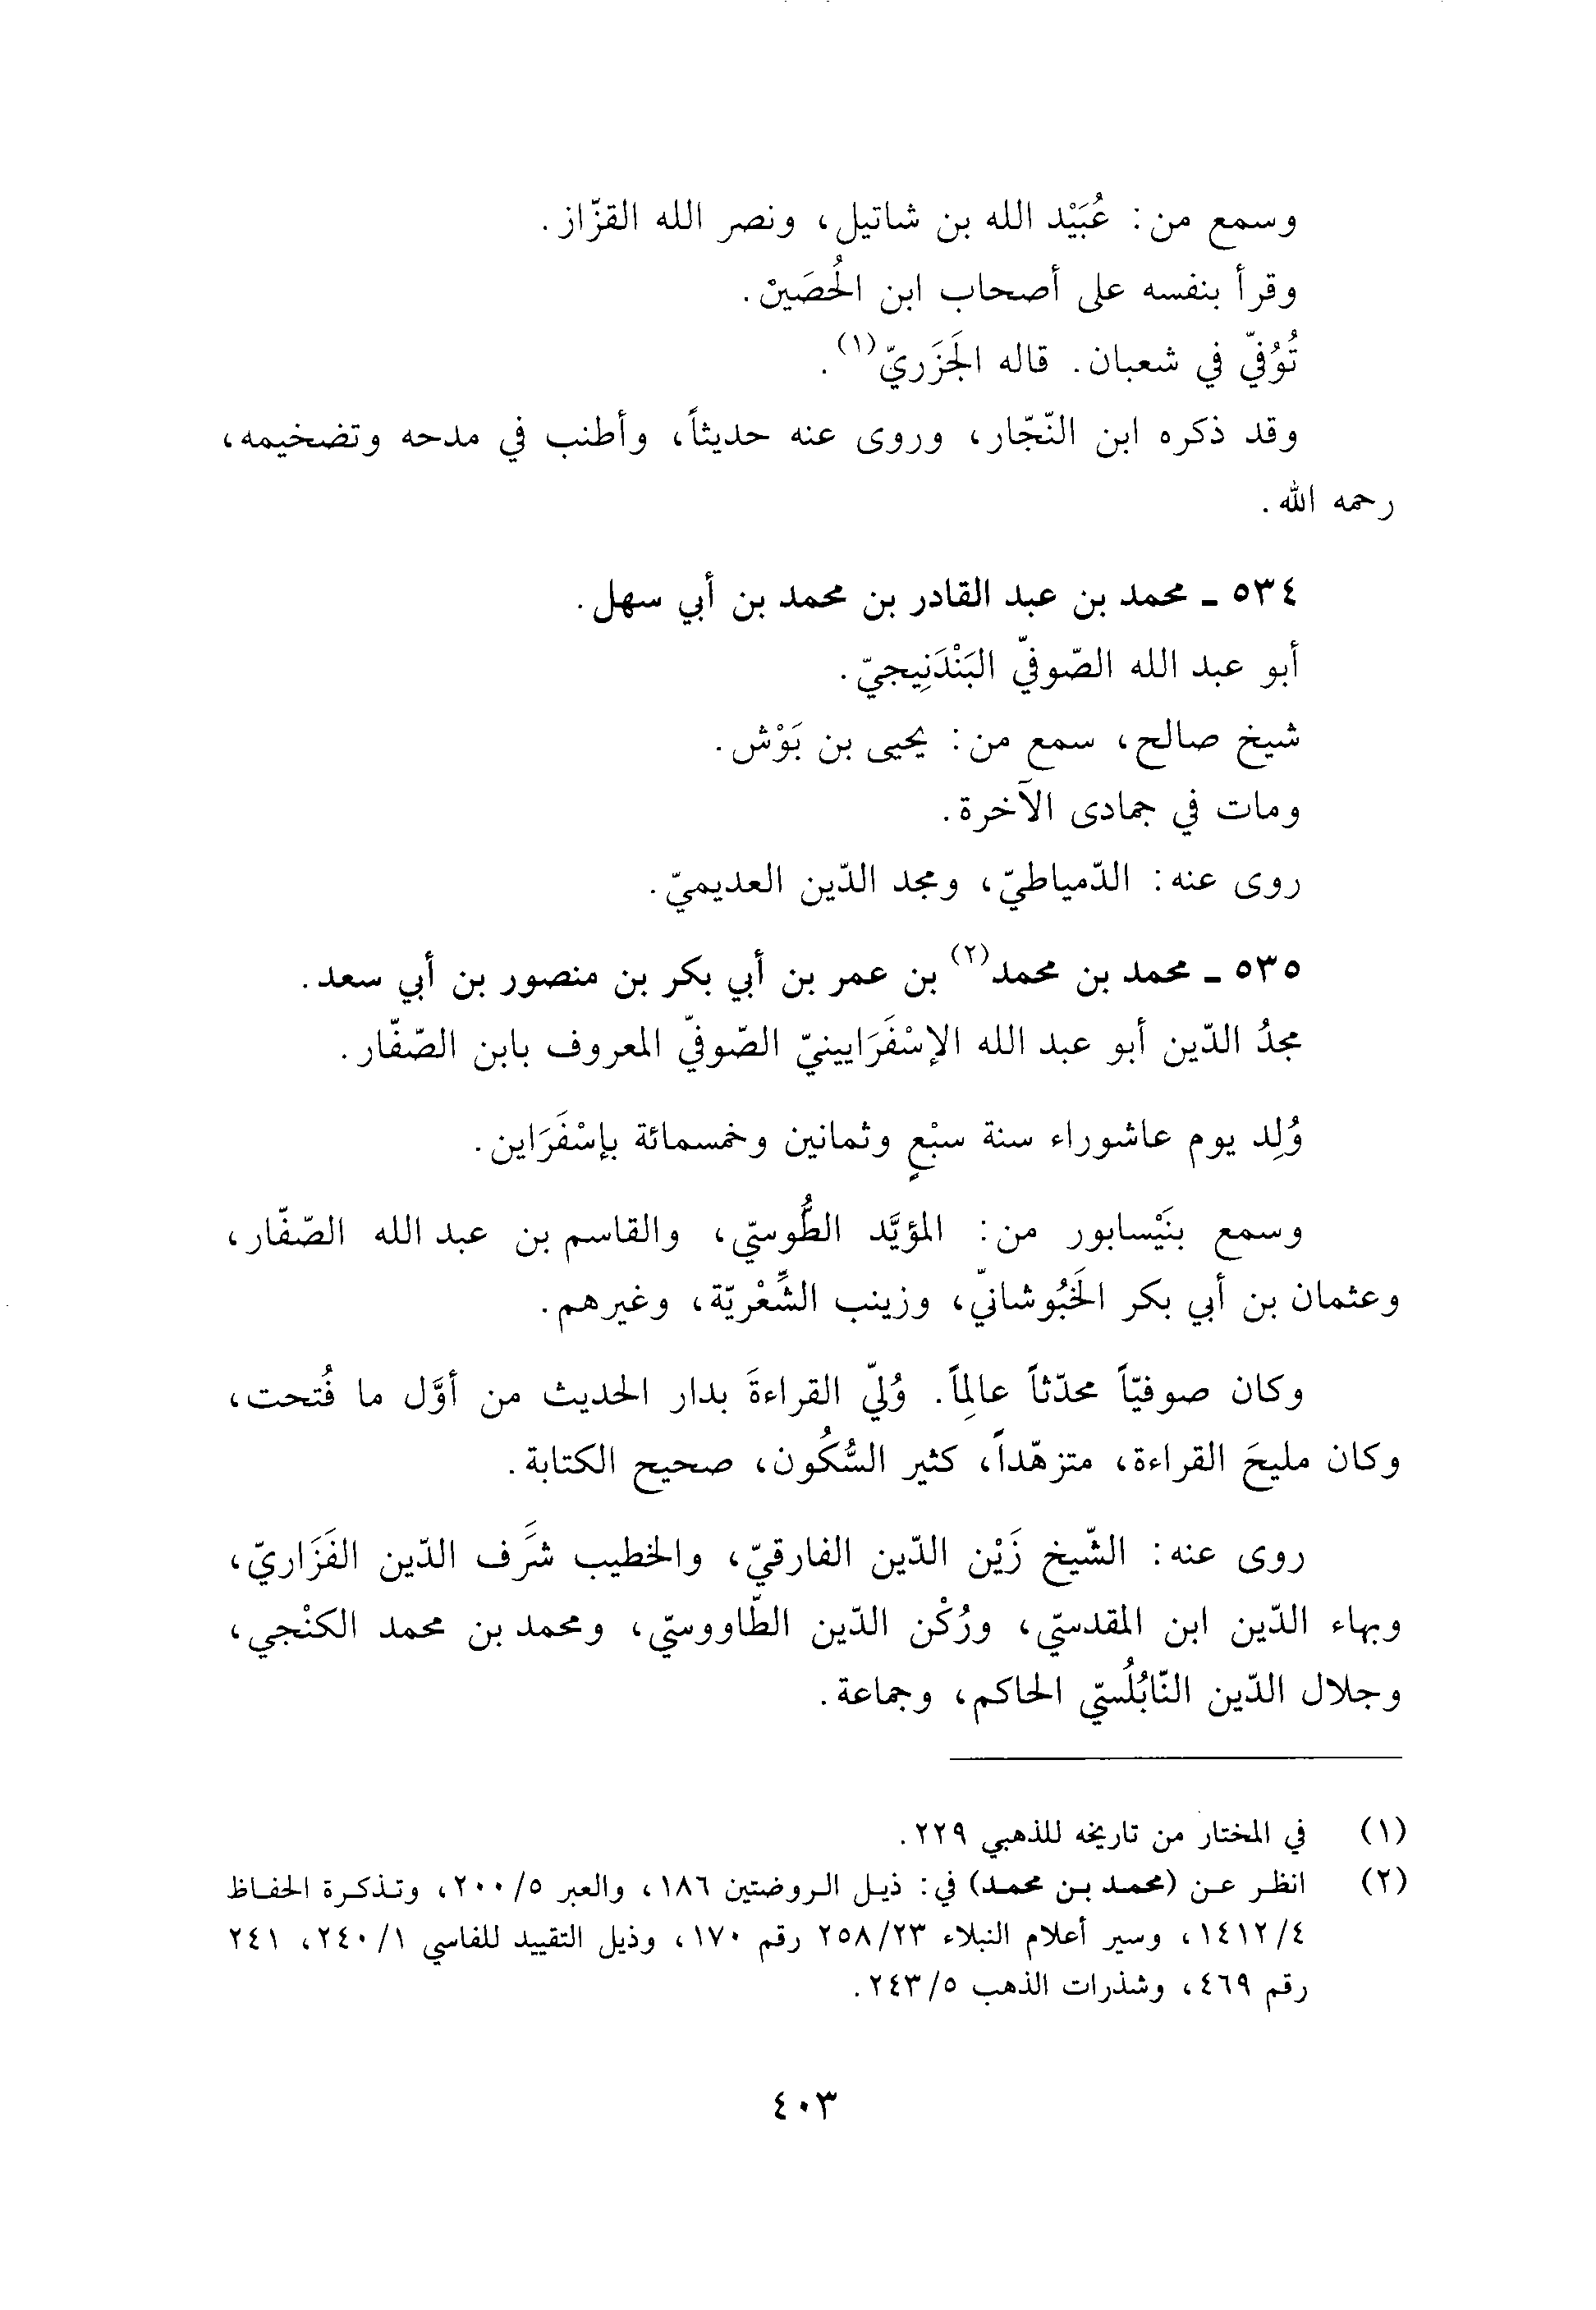 وسمع من: عُبَيْد الله بن شاتيل، ونصر الله القزّاز.
وقرأ بنفسه على أصحاب ابن الحُصَينْ.
تُوُفّي في شعبان. قاله الجَزَريّ(١).
وقد ذكره ابن النّجّار، وروى عنه حديثاً، وأطنب في مدحه وتضخيمه،
رحمه الله.
٥٣٤ ـ محمد بن عبد القادر بن محمد بن أبي سهل.
أبو عبد الله الصّوفيّ البَنْدَنِيجيّ.
شيخ صالح، سمع من: يحيى بن بَوْش.
ومات في جمادى الآخرة.
روى عنه: الدّمياطيّ، ومجد الدّين العديميّ.
٥٣٥ ـ محمد بن محمد(٢) بن عمر بن أبي بكر بن منصور بن أبي سعد.
مجدُ الدّين أبو عبد الله الإسْفَرَايينيّ الصّوفيّ المعروف بابن الصّفّار.
وُلِد يوم عاشوراء سنة سبْعٍ وثمانين وخمسمائة بإسْفَرَاين.
وسمع بنَيْسابور من: المؤيَّد الطُّوسيّ، والقاسم بن عبد الله الصّفّار،
وعثمان بن أبي بكر الخَبُوشانيّ، وزينب الشِّعْريّة، وغيرهم.
وكان صوفيّاً محدّثاً عالِماً. وُليّ القراءةَ بدار الحديث من أوَّل ما فُتحت،
وكان مليحَ القراءة، متزهّداً، كثير السُّكُون، صحيح الكتابة.
روى عنه: الشّيخ زَيْن الدّين الفارقيّ، والخطيب شَرَف الدّين الفَزَاريّ،
وبهاء الدّين ابن المقدسيّ، ورُكْن الدّين الطّاووسيّ، ومحمد بن محمد الكنْجي،
وجلال الدّين النّابُلُسيّ الحاكم، وجماعة.
(١) في المختار من تاريخه للذهبي ٢٢٩.
(٢) انظر عن (محمد بن محمد) في: ذيل الروضتين ١٨٦، والعبر ٢٠٠/٥، وتذكرة الحفاظ
١٤١٢/٤، وسير أعلام النبلاء ٢٥٨/٢٣ رقم ١٧٠، وذيل التقييد للفاسي ٢٤٠/١، ٢٤١
رقم ٤٦٩، وشذرات الذهب ٢٤٣/٥.
٤٠٣